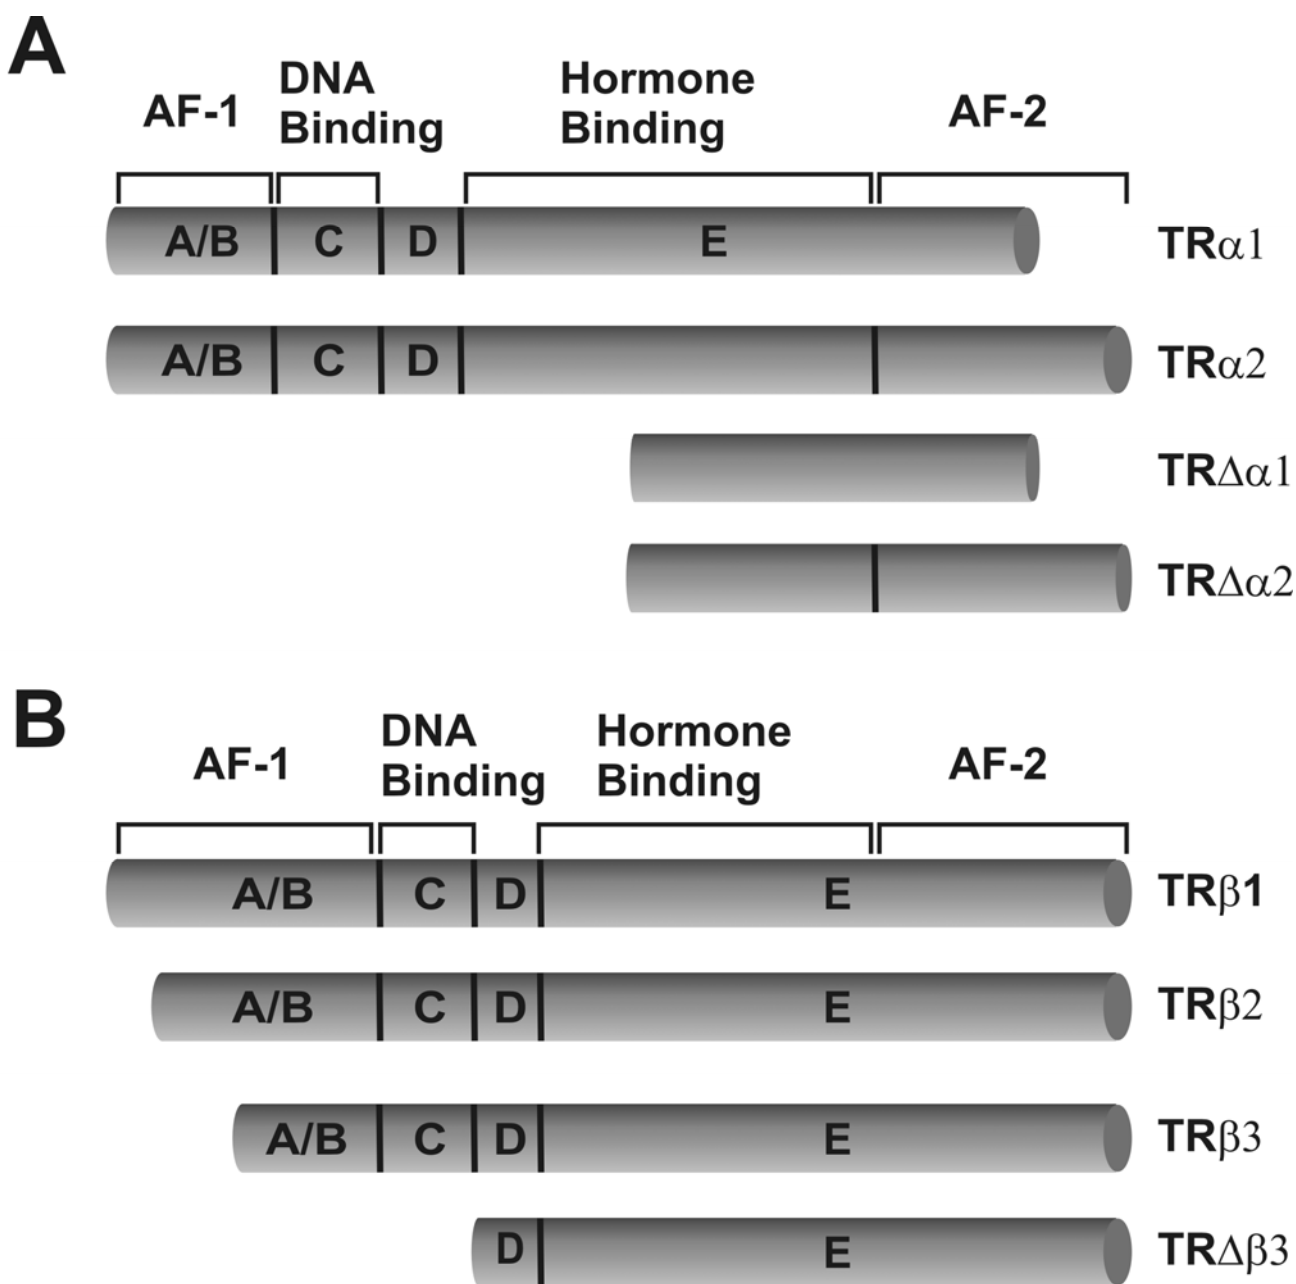 A
AF-1
DNA
Binding
Hormone
Binding
AF-2
A/B C D E TRα1
A/B C D TRα2
TRΔα1
TRΔα2
B
AF-1
DNA
Binding
Hormone
Binding
AF-2
A/B C D E TRβ1
A/B C D E TRβ2
A/B C D E TRβ3
D E TRΔβ3